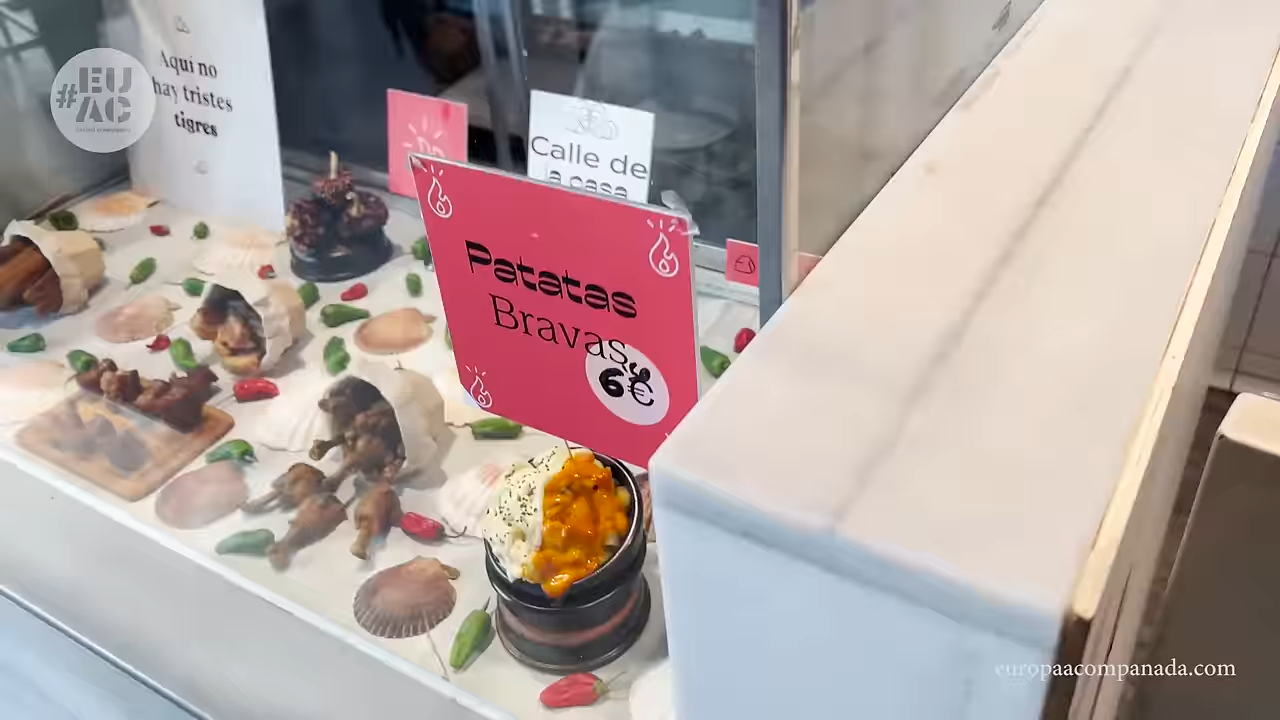 #EU
AC
Aquí no
hay tristes
tigres
Calle de
la casa
Patatas
Bravas
6€
europaacompanada.com